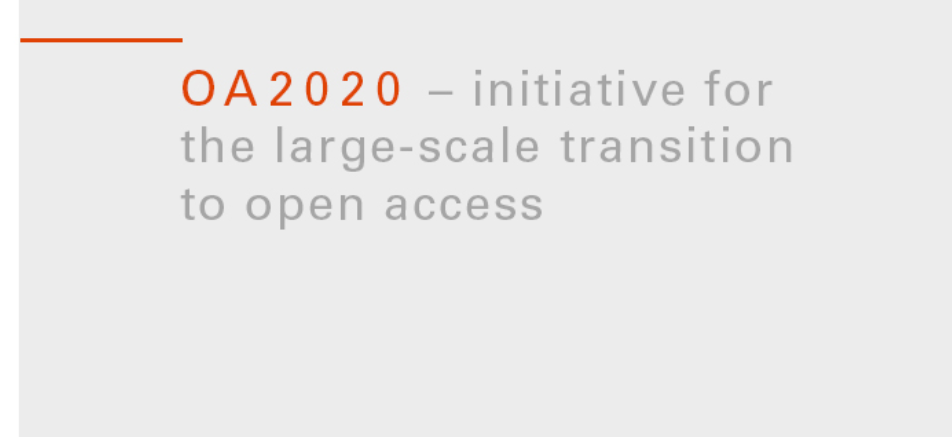 OA2020 – initiative for
the large-scale transition
to open access